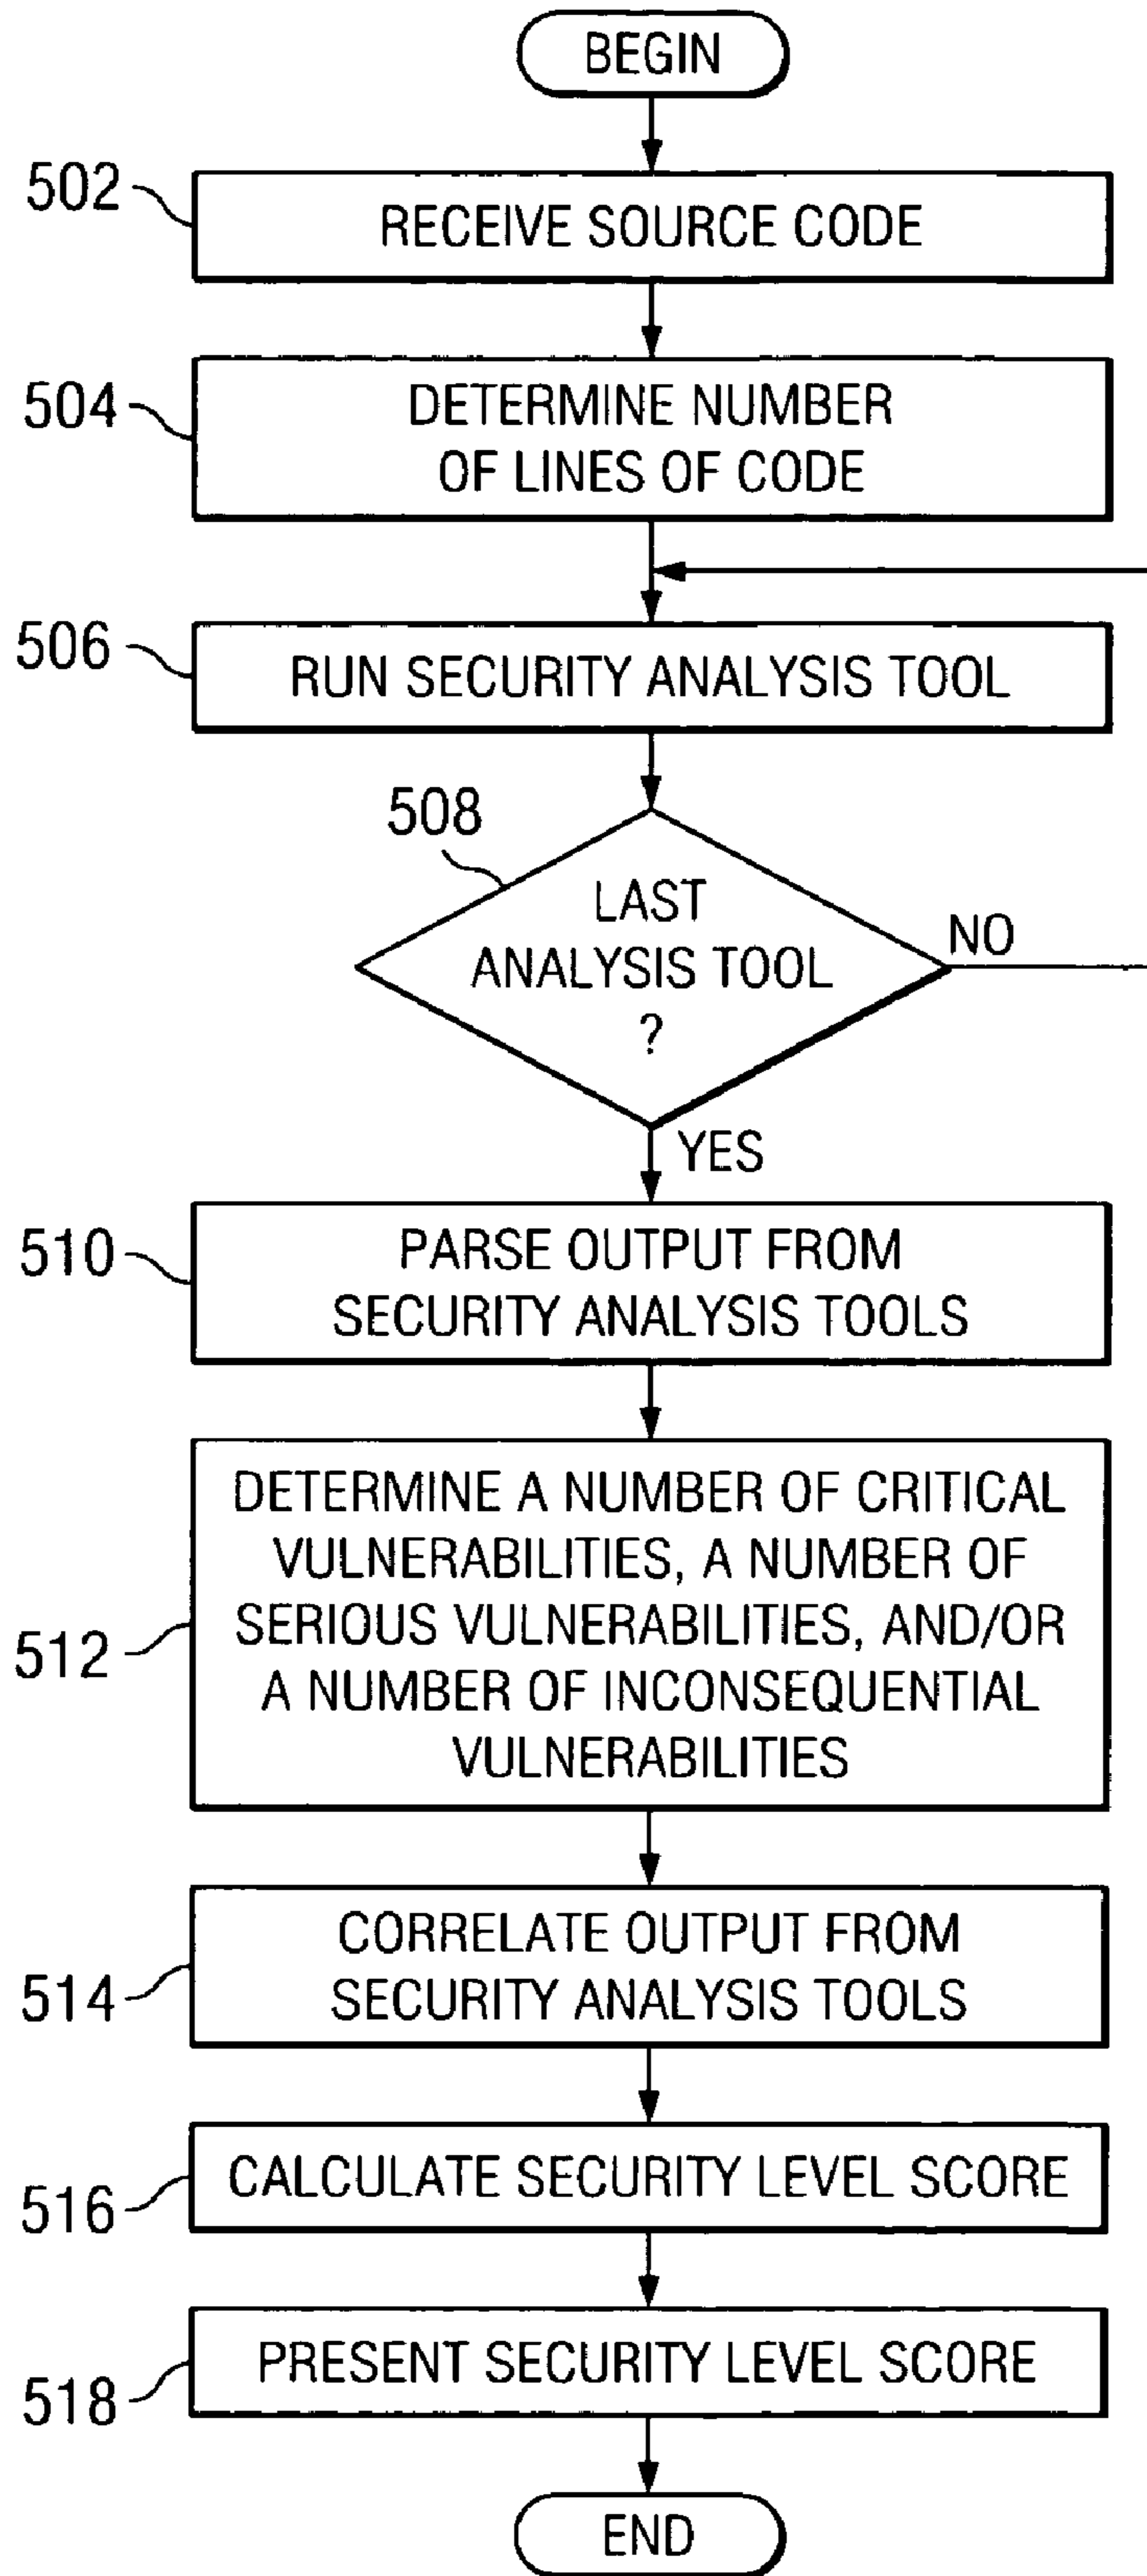 BEGIN
502
RECEIVE SOURCE CODE
504
DETERMINE NUMBER
OF LINES OF CODE
506
RUN SECURITY ANALYSIS TOOL
508
LAST
ANALYSIS TOOL
?
NO
YES
510
PARSE OUTPUT FROM
SECURITY ANALYSIS TOOLS
512
DETERMINE A NUMBER OF CRITICAL
VULNERABILITIES, A NUMBER OF
SERIOUS VULNERABILITIES, AND/OR
A NUMBER OF INCONSEQUENTIAL
VULNERABILITIES
514
CORRELATE OUTPUT FROM
SECURITY ANALYSIS TOOLS
516
CALCULATE SECURITY LEVEL SCORE
518
PRESENT SECURITY LEVEL SCORE
END